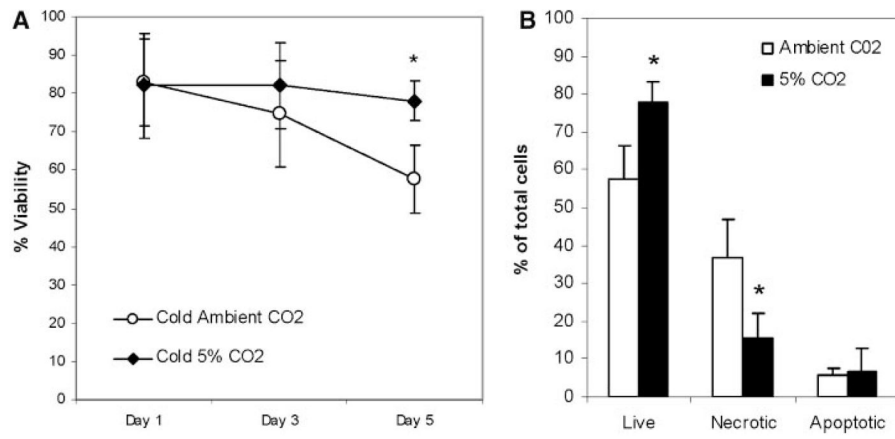 A
100
90
80
70
60
50
40
30
20
10
0
% Viability
*
Cold Ambient CO2
Cold 5% CO2
Day 1 Day 3 Day 5
B
100
90
80
70
60
50
40
30
20
10
0
% of total cells
Ambient C02
5% CO2
*
*
Live Necrotic Apoptotic